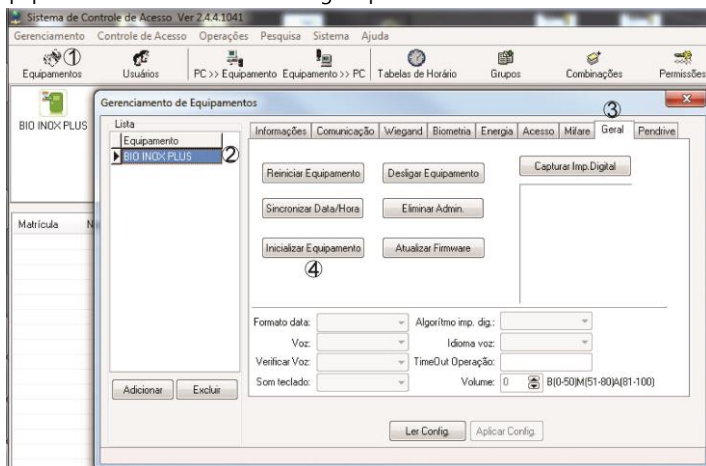 Sistema de Controle de Acesso Ver 2.4.4.1041
Gerenciamento Controle de Acesso Operações Pesquisa Sistema Ajuda
① ③
Equipamentos Usuários PC >> Equipamento Equipamento >> PC Tabelas de Horário Grupos Combinações Permissões
BIO INOX PLUS
Gerenciamento de Equipamentos
Lista
Equipamento
BIO INOX PLUS ②
Informações Comunicação Wiegand Biometria Energia Acesso Mifare Geral Pendrive
Reiniciar Equipamento Desligar Equipamento Capturar Imp.Digital
Sincronizar Data/Hora Eliminar Admin.
Inicializar Equipamento Atualizar Firmware
④
Matrícula N
Formato data: Algorítmo imp. dig.:
Voz: Idioma voz:
Verificar Voz: TimeOut Operação:
Som teclado: Volume: 0 B(0-50)M(51-80)A(81-100)
Adicionar Excluir
Ler Config. Aplicar Config.